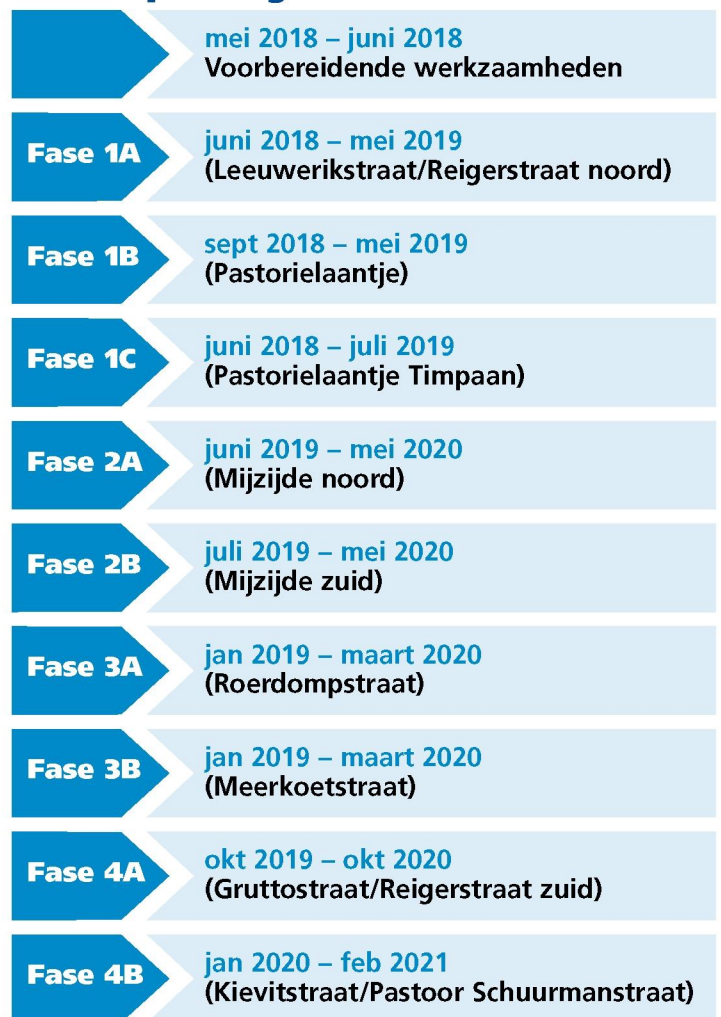 mei 2018 – juni 2018
Voorbereidende werkzaamheden
Fase 1A
juni 2018 – mei 2019
(Leeuwerikstraat/Reigerstraat noord)
Fase 1B
sept 2018 – mei 2019
(Pastorielaantje)
Fase 1C
juni 2018 – juli 2019
(Pastorielaantje Timpaan)
Fase 2A
juni 2019 – mei 2020
(Mijzijde noord)
Fase 2B
juli 2019 – mei 2020
(Mijzijde zuid)
Fase 3A
jan 2019 – maart 2020
(Roerdompstraat)
Fase 3B
jan 2019 – maart 2020
(Meerkoetstraat)
Fase 4A
okt 2019 – okt 2020
(Gruttostraat/Reigerstraat zuid)
Fase 4B
jan 2020 – feb 2021
(Kievitstraat/Pastoor Schuurmanstraat)